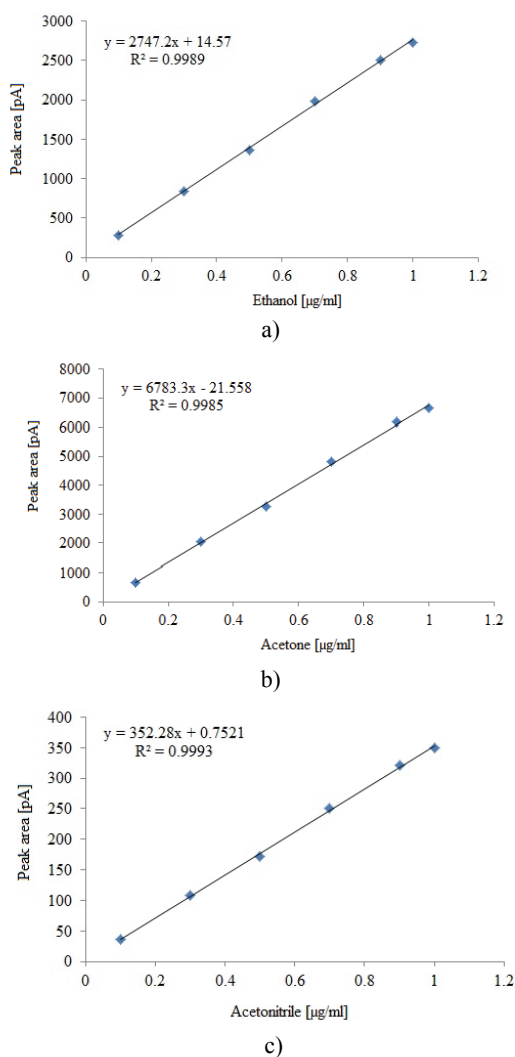 y = 2747.2x + 14.57
R² = 0.9989
Peak area [pA]
3000
2500
2000
1500
1000
500
0
0 0.2 0.4 0.6 0.8 1 1.2
Ethanol [µg/ml]
a)
y = 6783.3x - 21.558
R² = 0.9985
Peak area [pA]
8000
7000
6000
5000
4000
3000
2000
1000
0
0 0.2 0.4 0.6 0.8 1 1.2
Acetone [µg/ml]
b)
y = 352.28x + 0.7521
R² = 0.9993
Peak area [pA]
400
350
300
250
200
150
100
50
0
0 0.2 0.4 0.6 0.8 1 1.2
Acetonitrile [µg/ml]
c)